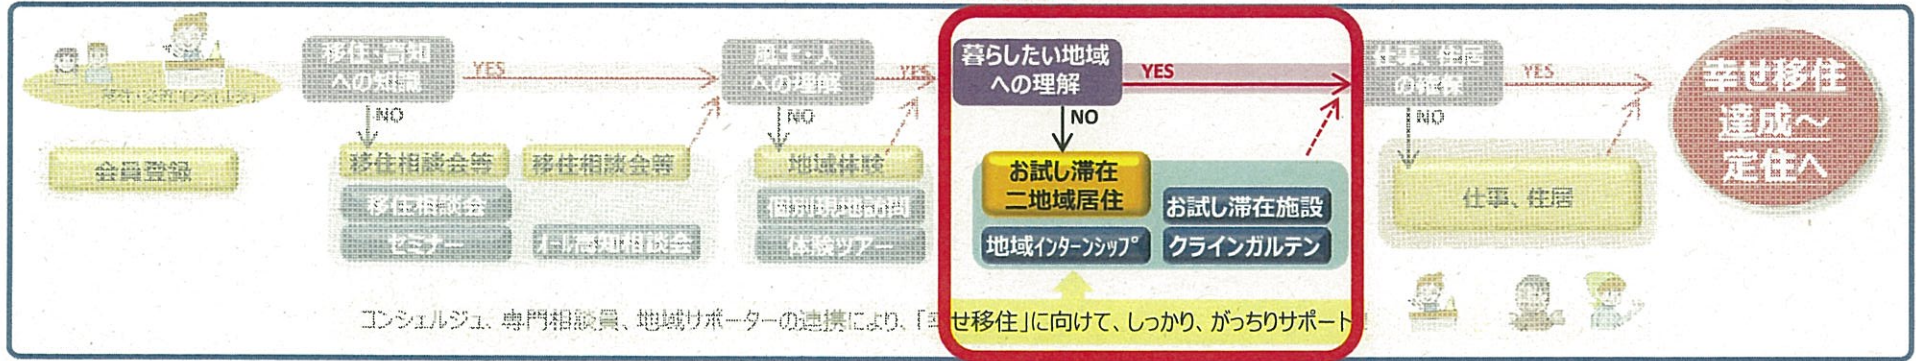 移住・高知
への知識
YES
NO
風土・人
への理解
YES
NO
暮らしたい地域
への理解
YES
NO
仕事、住居
の確保
YES
NO
幸せ移住
達成～
定住へ
会員登録
移住相談会等
移住相談会
セミナー
移住相談会等
オール高知相談会
地域体験
個別現地訪問
体験ツアー
お試し滞在
二地域居住
地域インターンシップ
お試し滞在施設
クラインガルテン
仕事、住居
コンシェルジュ、専門相談員、地域サポーターの連携により、「幸せ移住」に向けて、しっかり、がっちりサポート！